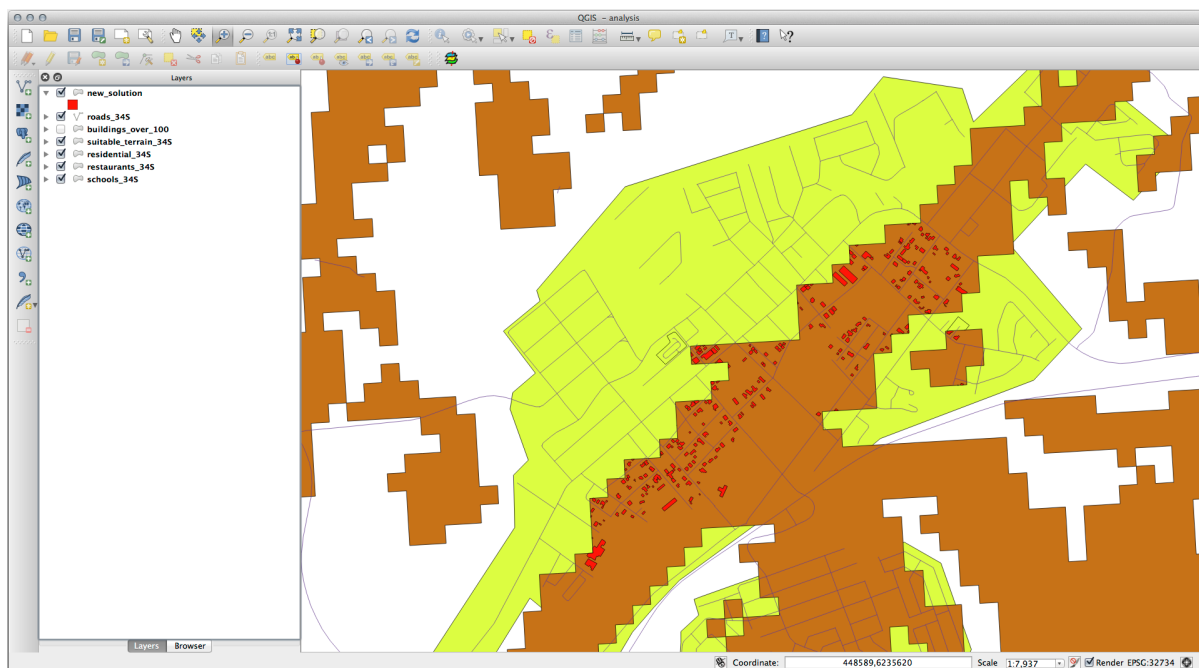 QGIS - analysis
Layers
new_solution
roads_34S
buildings_over_100
suitable_terrain_34S
residential_34S
restaurants_34S
schools_34S
Layers
Browser
Coordinate:
448589,6235620
Scale
1:7,937
Render
EPSG:32734